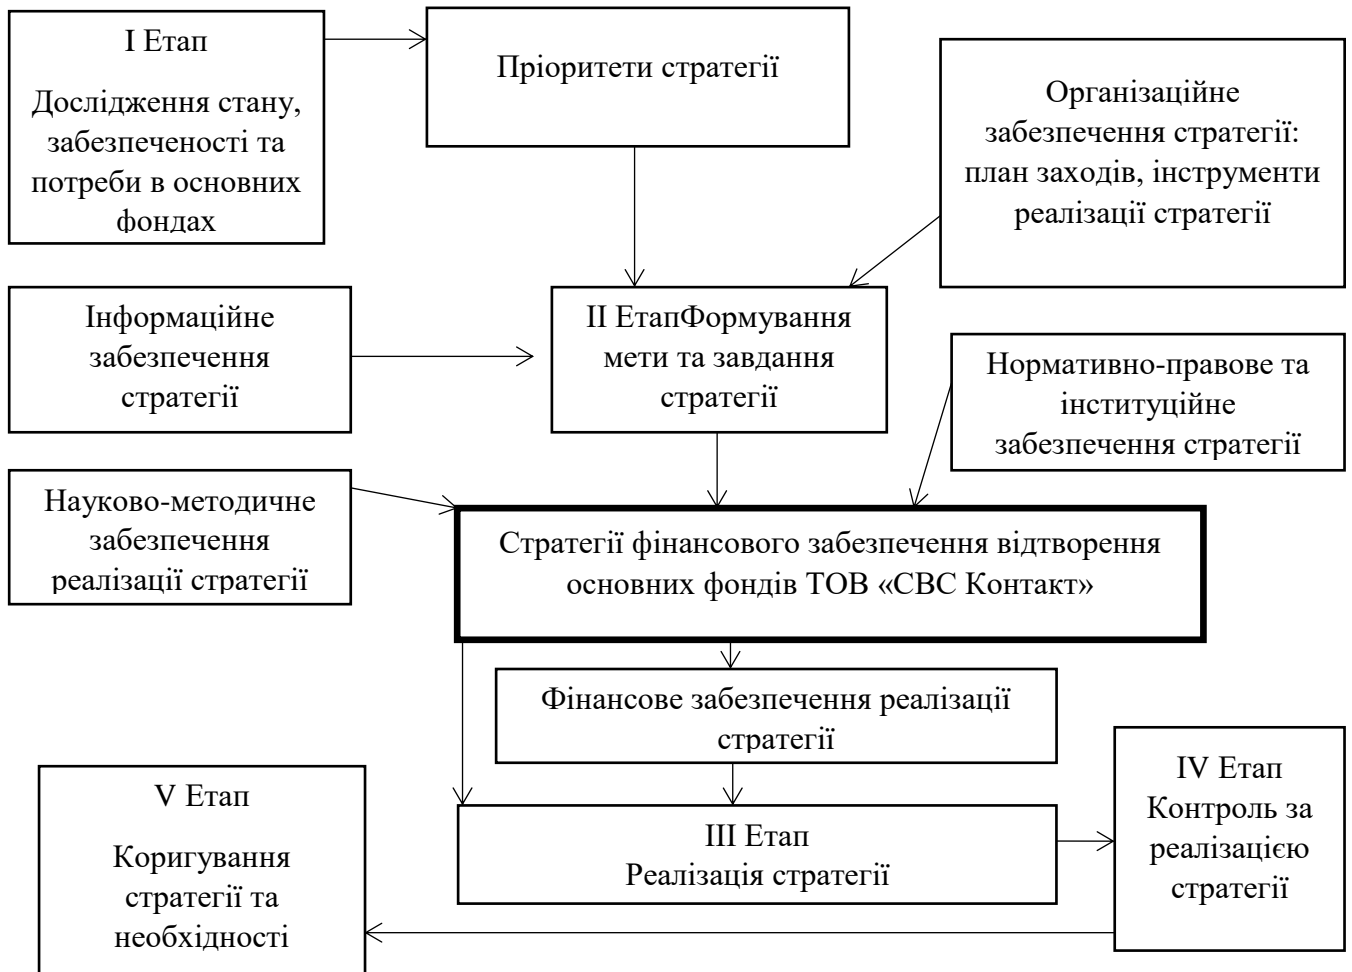 I Етап
Дослідження стану,
забезпеченості та
потреби в основних
фондах
Пріоритети стратегії
Організаційне
забезпечення стратегії:
план заходів, інструменти
реалізації стратегії
Інформаційне
забезпечення
стратегії
II ЕтапФормування
мети та завдання
стратегії
Нормативно-правове та
інституційне
забезпечення стратегії
Науково-методичне
забезпечення
реалізації стратегії
Стратегії фінансового забезпечення відтворення
основних фондів ТОВ «СВС Контакт»
Фінансове забезпечення реалізації
стратегії
III Етап
Реалізація стратегії
IV Етап
Контроль за
реалізацією
стратегії
V Етап
Коригування
стратегії та
необхідності